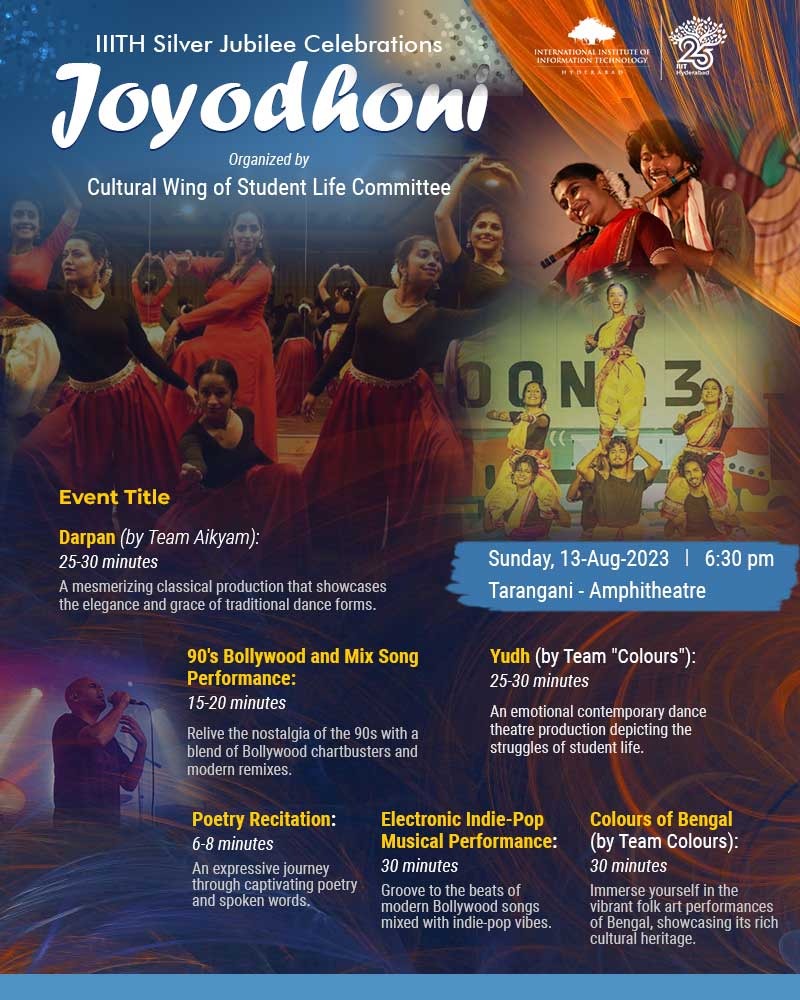 IIITH Silver Jubilee Celebrations
Joyodhoni
Organized by
Cultural Wing of Student Life Committee
INTERNATIONAL INSTITUTE OF
INFORMATION TECHNOLOGY
HYDERABAD
25
IIIT
Hyderabad
OON 3
Event Title
Darpan (by Team Aikyam):
25-30 minutes
A mesmerizing classical production that showcases
the elegance and grace of traditional dance forms.
Sunday, 13-Aug-2023 | 6:30 pm
Tarangani - Amphitheatre
90's Bollywood and Mix Song
Performance:
15-20 minutes
Relive the nostalgia of the 90s with a
blend of Bollywood chartbusters and
modern remixes.
Yudh (by Team "Colours"):
25-30 minutes
An emotional contemporary dance
theatre production depicting the
struggles of student life.
Poetry Recitation:
6-8 minutes
An expressive journey
through captivating poetry
and spoken words.
Electronic Indie-Pop
Musical Performance:
30 minutes
Groove to the beats of
modern Bollywood songs
mixed with indie-pop vibes.
Colours of Bengal
(by Team Colours):
30 minutes
Immerse yourself in the
vibrant folk art performances
of Bengal, showcasing its rich
cultural heritage.